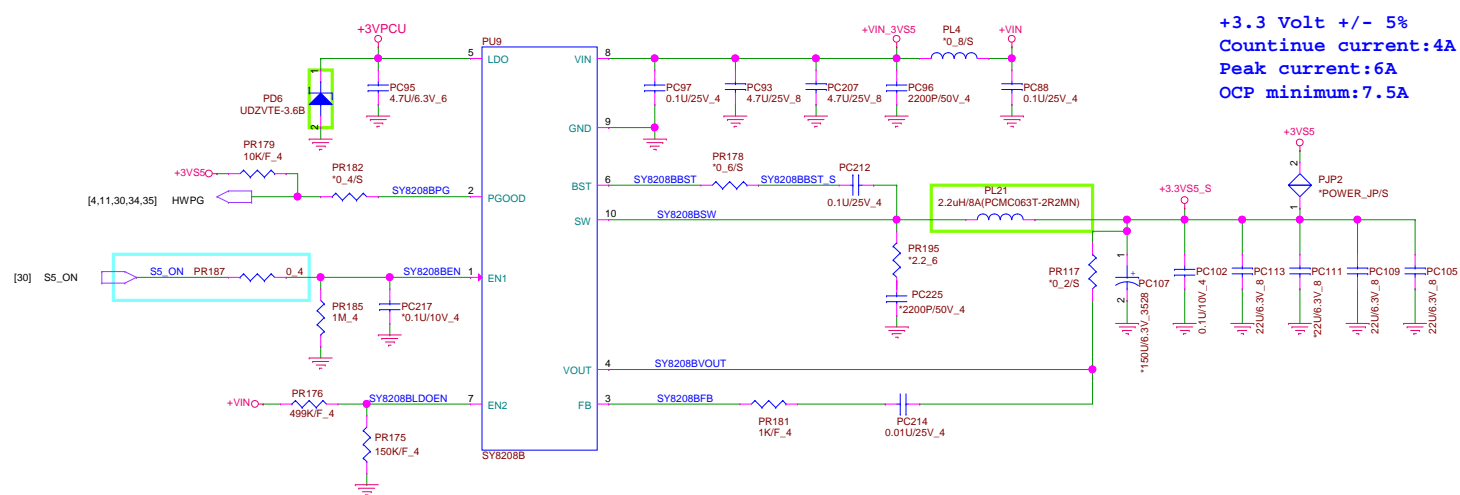 +3.3 Volt +/- 5%
Countinue current:4A
Peak current:6A
OCP minimum:7.5A
+3VPCU
PU9
+VIN_3VS5
PL4
*0_8/S
+VIN
5
LDO
VIN
8
1
PD6
UDZVTE-3.6B
2
PC95
4.7U/6.3V_6
PC97
0.1U/25V_4
PC93
4.7U/25V_8
PC207
4.7U/25V_8
PC96
2200P/50V_4
PC88
0.1U/25V_4
GND
9
PR179
10K/F_4
+3VS5
PR182
*0_4/S
SY8208BPG
2
PGOOD
[4,11,30,34,35]
HWPG
BST
6
SY8208BBST
PR178
*0_6/S
SY8208BBST_S
PC212
0.1U/25V_4
SW
10
SY8208BSW
PL21
2.2uH/8A(PCMC063T-2R2MN)
+3.3VS5_S
+3VS5
2
PJP2
*POWER_JP/S
1
[30]
S5_ON
S5_ON
PR187
0_4
SY8208BEN
1
EN1
PR185
1M_4
PC217
*0.1U/10V_4
PR195
*2.2_6
PC225
*2200P/50V_4
PR117
*0_2/S
1
+
PC107
2
*150U/6.3V_3528
PC102
0.1U/10V_4
PC113
22U/6.3V_8
PC111
*22U/6.3V_8
PC109
22U/6.3V_8
PC105
22U/6.3V_8
VOUT
4
SY8208BVOUT
+VIN
PR176
499K/F_4
SY8208BLDOEN
7
EN2
FB
3
SY8208BFB
PR181
1K/F_4
PC214
0.01U/25V_4
PR175
150K/F_4
SY8208B